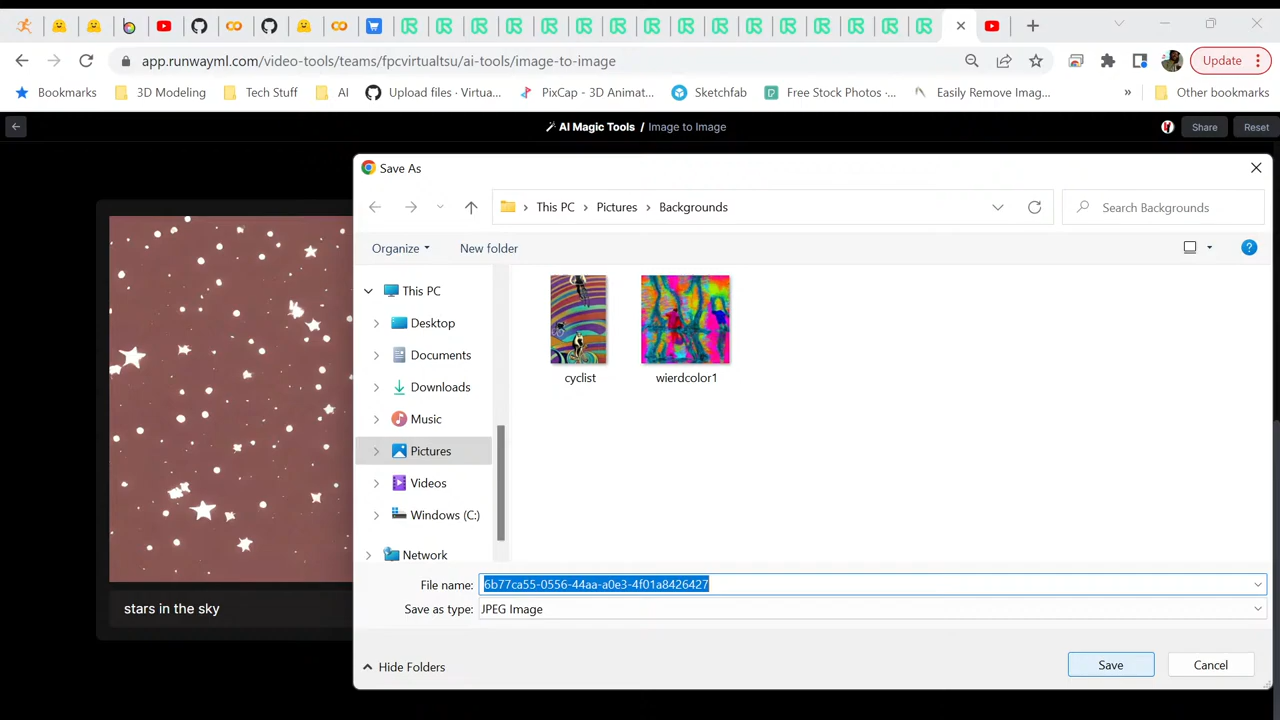 app.runwayml.com/video-tools/teams/fpcvirtualtsu/ai-tools/image-to-image
Update
Bookmarks
3D Modeling
Tech Stuff
AI
Upload files · Virtua...
PixCap - 3D Animat...
Sketchfab
Free Stock Photos ·...
Easily Remove Imag...
»
Other bookmarks
AI Magic Tools / Image to Image
Share
Reset
Save As
This PC › Pictures › Backgrounds
Search Backgrounds
Organize
New folder
This PC
Desktop
Documents
Downloads
Music
Pictures
Videos
Windows (C:)
Network
cyclist
wierdcolor1
stars in the sky
File name: 6b77ca55-0556-44aa-a0e3-4f01a8426427
Save as type: JPEG Image
Hide Folders
Save
Cancel